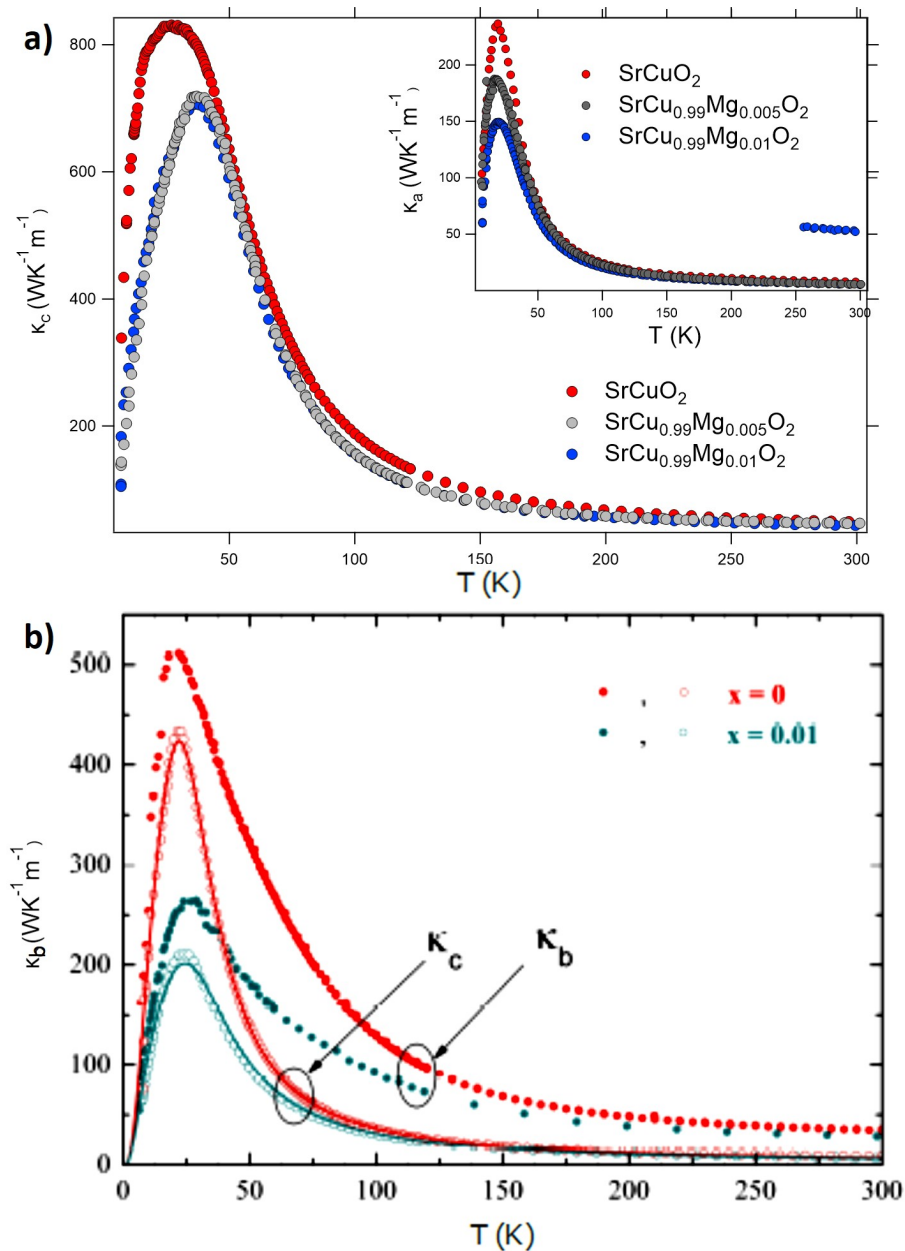 a)
800
600
400
200
κc (WK⁻¹m⁻¹)
50
100
150
200
250
300
T (K)
200
150
100
50
κa (WK⁻¹m⁻¹)
SrCuO₂
SrCu₀.₉₉Mg₀.₀₀₅O₂
SrCu₀.₉₉Mg₀.₀₁O₂
50
100
150
200
250
300
T (K)
SrCuO₂
SrCu₀.₉₉Mg₀.₀₀₅O₂
SrCu₀.₉₉Mg₀.₀₁O₂
b)
500
400
300
200
100
0
κb (WK⁻¹m⁻¹)
, x = 0
, x = 0.01
κc
κb
0
50
100
150
200
250
300
T (K)